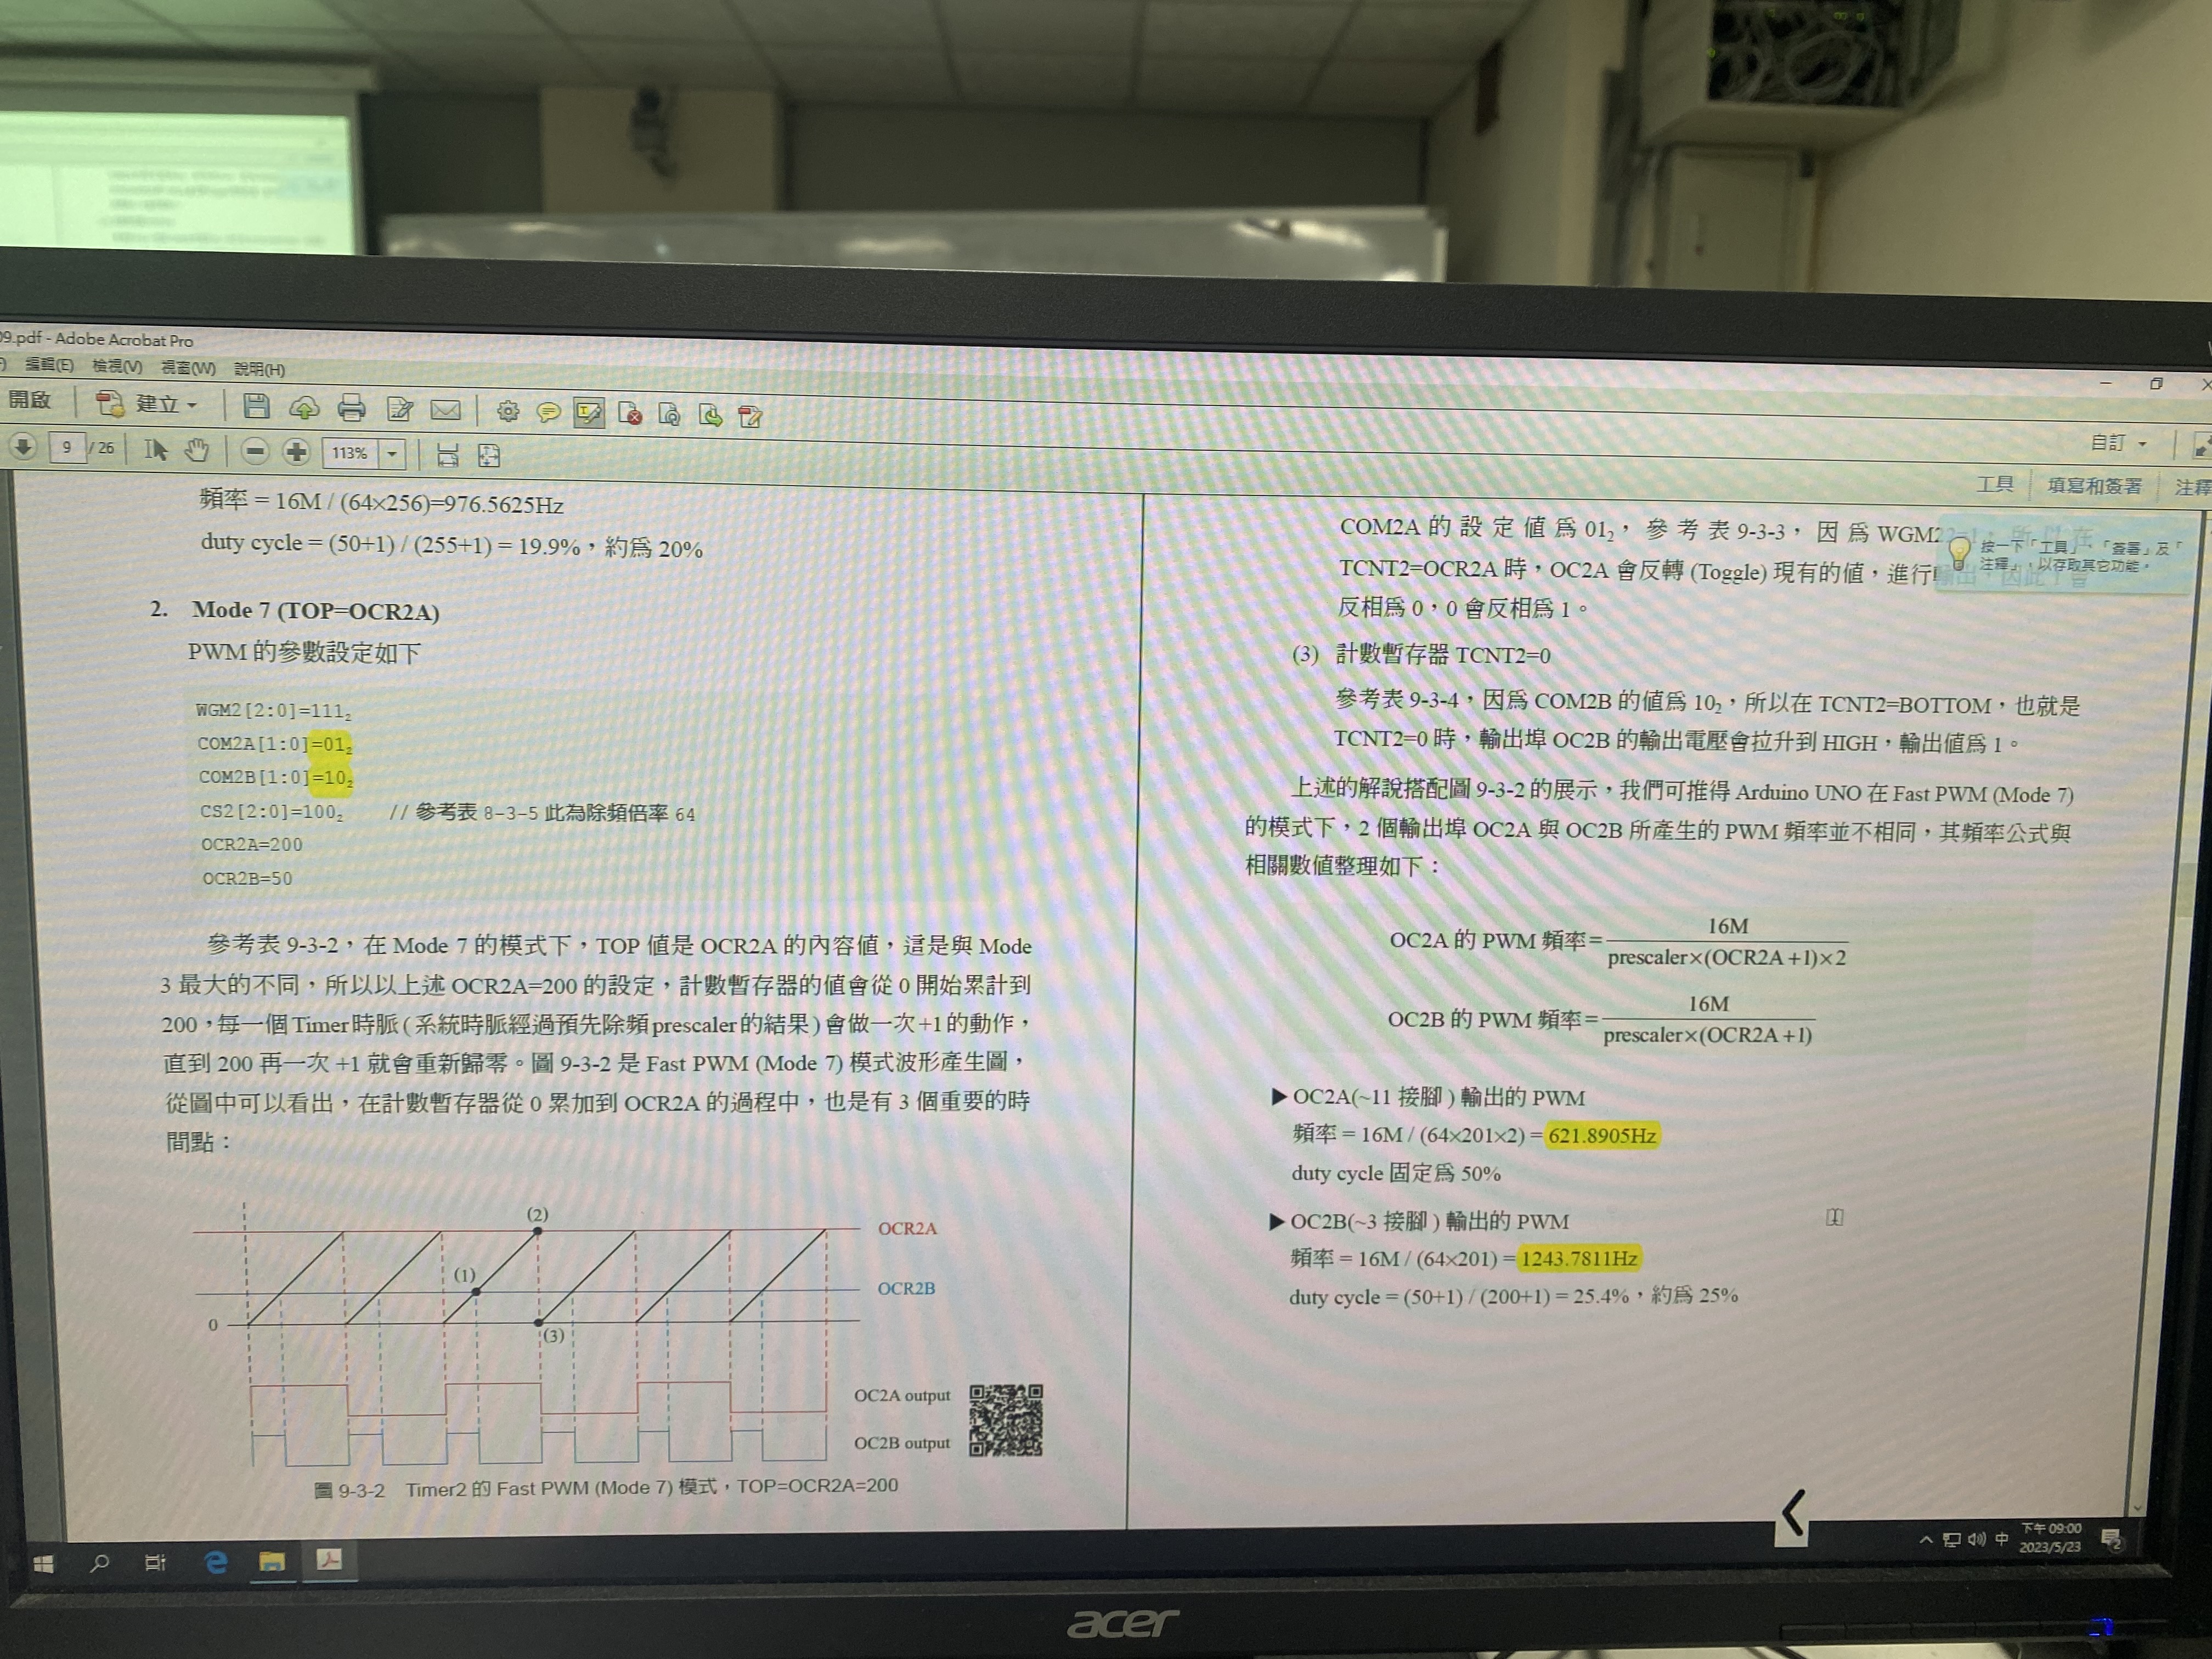 09.pdf - Adobe Acrobat Pro
編輯(E) 檢視(V) 視窗(W) 說明(H)
開啟 建立
9 / 26 113%
自訂
工具 填寫和簽署 注釋
頻率 = 16M / (64×256)=976.5625Hz
duty cycle = (50+1) / (255+1) = 19.9%，約為 20%
2. Mode 7 (TOP=OCR2A)
PWM 的參數設定如下
WGM2[2:0]=111₂
COM2A[1:0]=01₂
COM2B[1:0]=10₂
CS2[2:0]=100₂ // 參考表 8-3-5 此為除頻倍率 64
OCR2A=200
OCR2B=50
參考表 9-3-2，在 Mode 7 的模式下，TOP 值是 OCR2A 的內容值，這是與 Mode
3 最大的不同，所以以上述 OCR2A=200 的設定，計數暫存器的值會從 0 開始累計到
200，每一個 Timer 時脈 ( 系統時脈經過預先除頻 prescaler 的結果 ) 會做一次 +1 的動作，
直到 200 再一次 +1 就會重新歸零。圖 9-3-2 是 Fast PWM (Mode 7) 模式波形產生圖，
從圖中可以看出，在計數暫存器從 0 累加到 OCR2A 的過程中，也是有 3 個重要的時
間點：
(2)
OCR2A
(1)
OCR2B
0
(3)
OC2A output
OC2B output
圖 9-3-2 Timer2 的 Fast PWM (Mode 7) 模式，TOP=OCR2A=200
COM2A 的 設 定 值 為 01₂， 參 考 表 9-3-3， 因 為
按一下「工具」、「簽署」及「
注釋」，以存取其它功能。
TCNT2=OCR2A 時，OC2A 會反轉 (Toggle) 現有的值，進行
反相為 0，0 會反相為 1。
(3) 計數暫存器 TCNT2=0
參考表 9-3-4，因為 COM2B 的值為 10₂，所以在 TCNT2=BOTTOM，也就是
TCNT2=0 時，輸出埠 OC2B 的輸出電壓會拉升到 HIGH，輸出值為 1。
上述的解說搭配圖 9-3-2 的展示，我們可推得 Arduino UNO 在 Fast PWM (Mode 7)
的模式下，2 個輸出埠 OC2A 與 OC2B 所產生的 PWM 頻率並不相同，其頻率公式與
相關數值整理如下：
16M
OC2A 的 PWM 頻率=
prescaler×(OCR2A+1)×2
16M
OC2B 的 PWM 頻率=
prescaler×(OCR2A+1)
▶ OC2A(~11 接腳 ) 輸出的 PWM
頻率 = 16M / (64×201×2) = 621.8905Hz
duty cycle 固定為 50%
▶ OC2B(~3 接腳 ) 輸出的 PWM
頻率 = 16M / (64×201) = 1243.7811Hz
duty cycle = (50+1) / (200+1) = 25.4%，約為 25%
中
下午 09:00
2023/5/23
2
acer